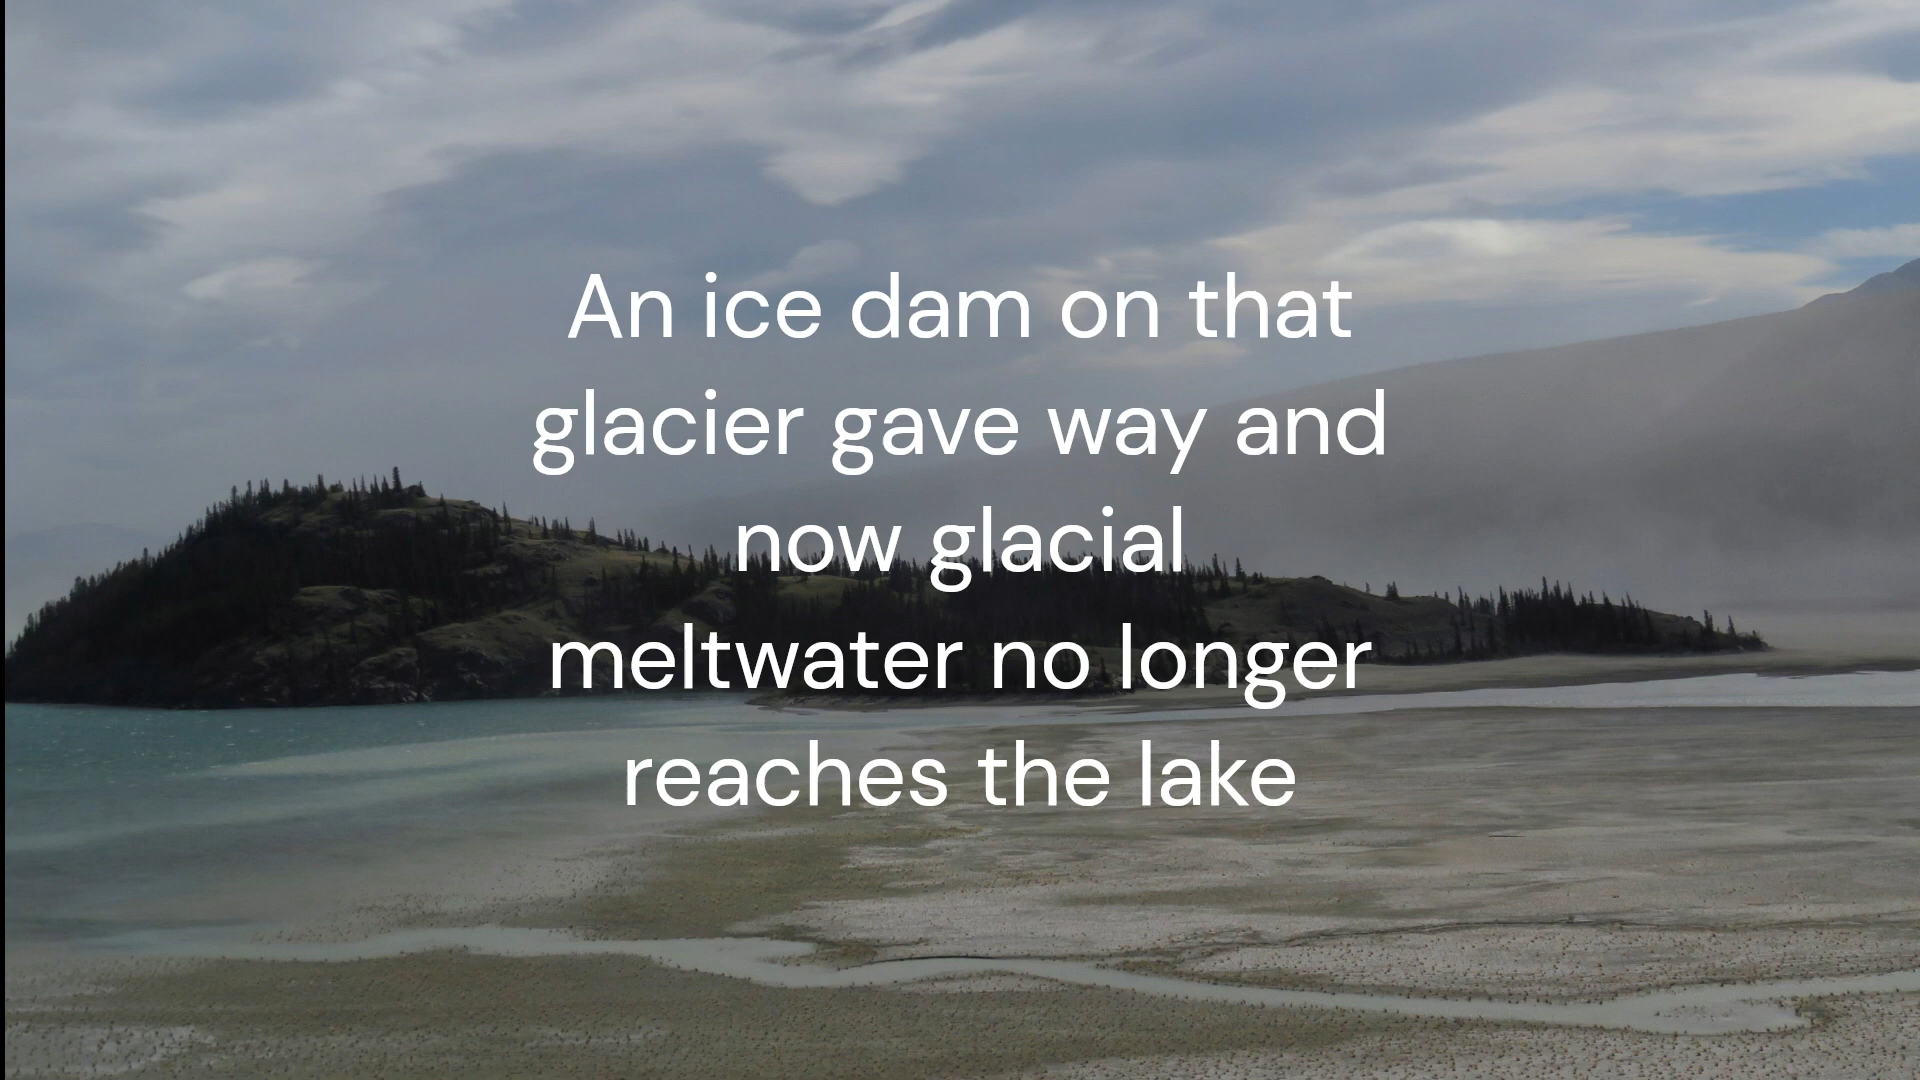 An ice dam on that
glacier gave way and
now glacial
meltwater no longer
reaches the lake